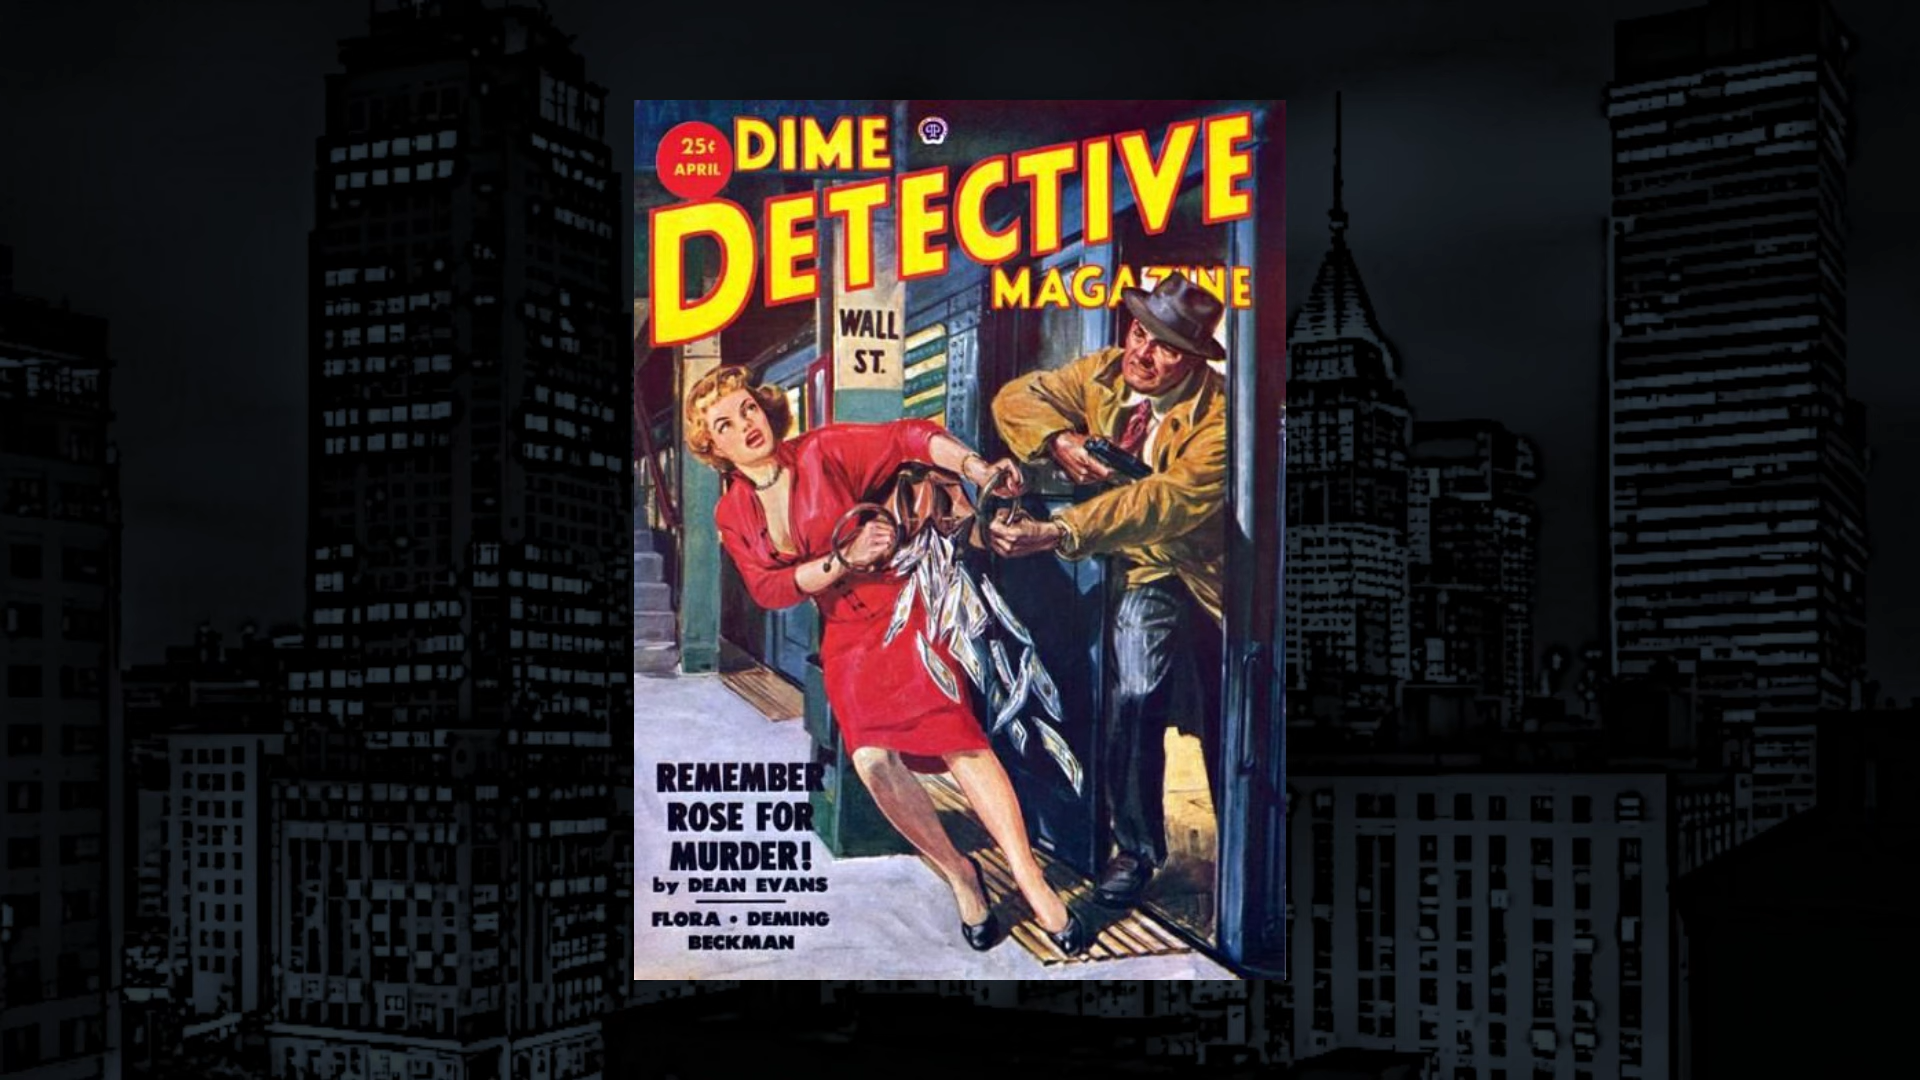 25¢
APRIL
DIME
DETECTIVE
MAGAZINE
WALL
ST.
REMEMBER
ROSE FOR
MURDER!
by DEAN EVANS
FLORA • DEMING
BECKMAN